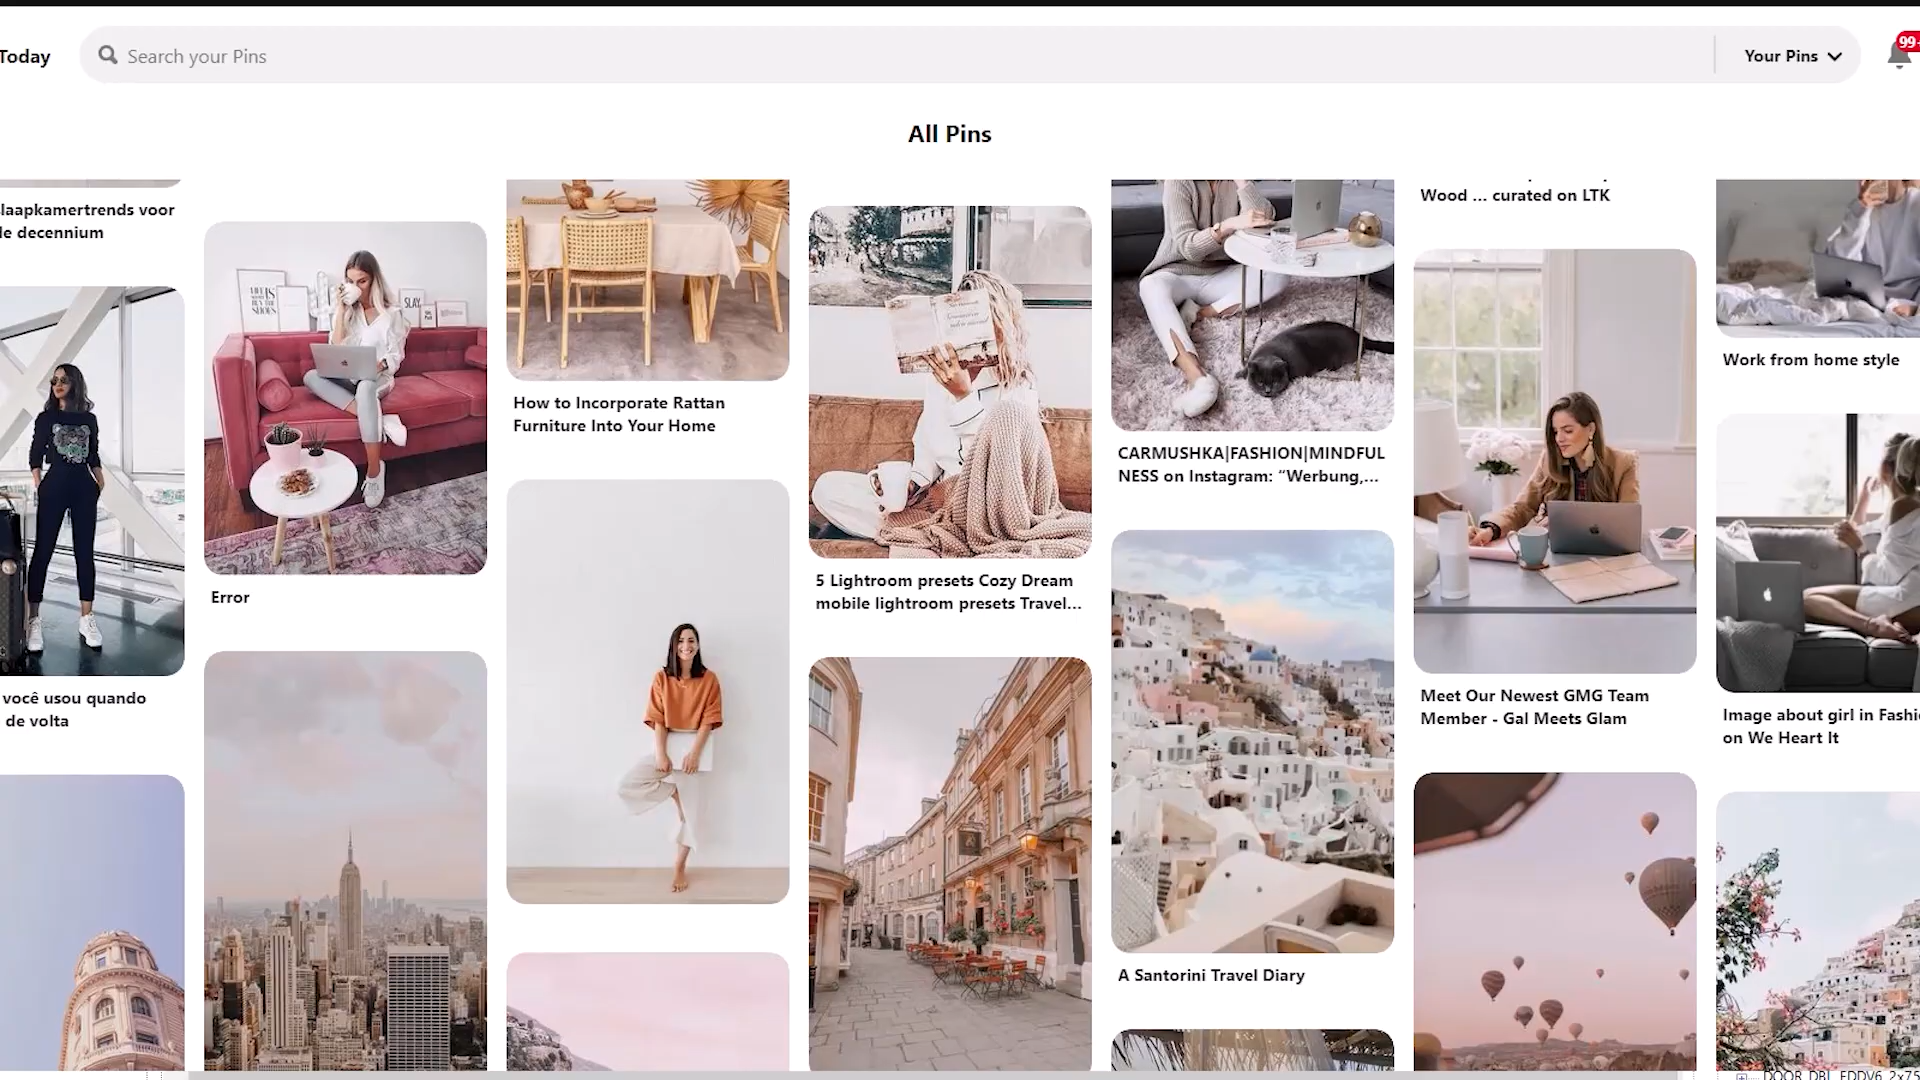 Today
Search your Pins
Your Pins
99+
All Pins
laapkamertrends voor
le decennium
você usou quando
de volta
LIFE IS
SLAY
Error
How to Incorporate Rattan
Furniture Into Your Home
5 Lightroom presets Cozy Dream
mobile lightroom presets Travel...
CARMUSHKA|FASHION|MINDFUL
NESS on Instagram: “Werbung,...
A Santorini Travel Diary
Wood ... curated on LTK
Meet Our Newest GMG Team
Member - Gal Meets Glam
Work from home style
Image about girl in Fashi
on We Heart It